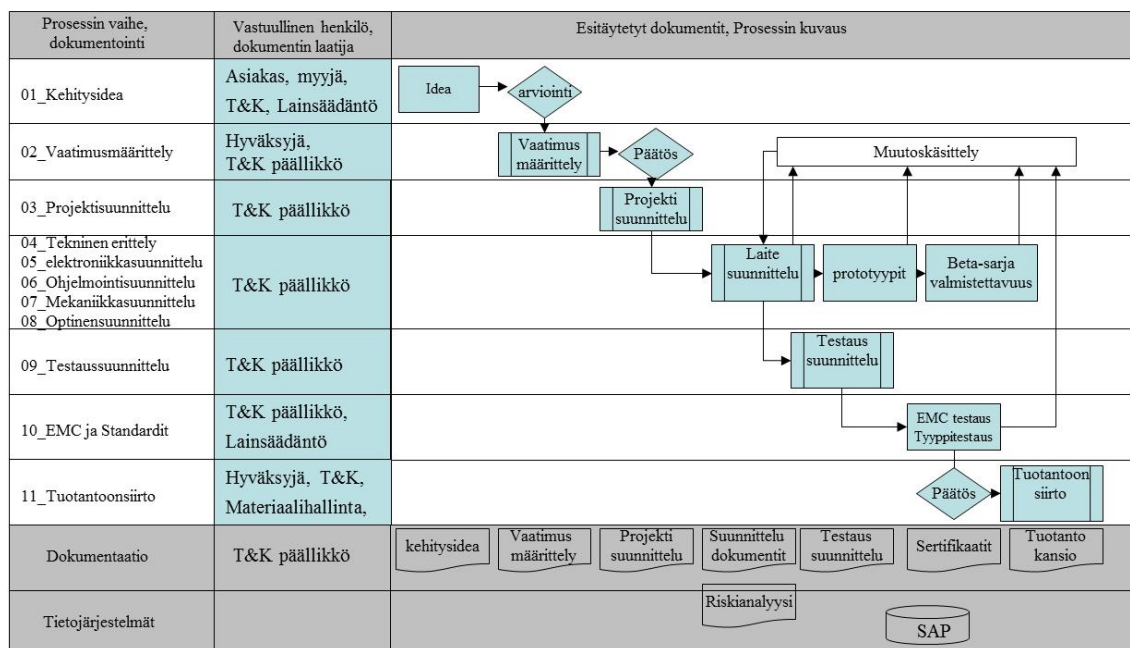 Prosessin vaihe,
dokumentointi
Vastuullinen henkilö,
dokumentin laatija
Esitäytetyt dokumentit, Prosessin kuvaus
01_Kehitysidea
Asiakas, myyjä,
T&K, Lainsäädäntö
Idea
arviointi
02_Vaatimusmäärittely
Hyväksyjä,
T&K päällikkö
Vaatimus
määrittely
Päätös
Muutoskäsittely
03_Projektisuunnittelu
T&K päällikkö
Projekti
suunnittelu
04_Tekninen erittely
05_elektroniikkasuunnittelu
06_Ohjelmointisuunnittelu
07_Mekaniikkasuunnittelu
08_Optinensuunnittelu
T&K päällikkö
Laite
suunnittelu
prototyypit
Beta-sarja
valmistettavuus
09_Testaussuunnittelu
T&K päällikkö
Testaus
suunnittelu
10_EMC ja Standardit
T&K päällikkö,
Lainsäädäntö
EMC testaus
Tyyppitestaus
11_Tuotantoonsiirto
Hyväksyjä, T&K,
Materiaalihallinta,
Päätös
Tuotantoon
siirto
Dokumentaatio
T&K päällikkö
kehitysidea
Vaatimus
määrittely
Projekti
suunnittelu
Suunnittelu
dokumentit
Testaus
suunnittelu
Sertifikaatit
Tuotanto
kansio
Tietojärjestelmät
Riskianalyysi
SAP